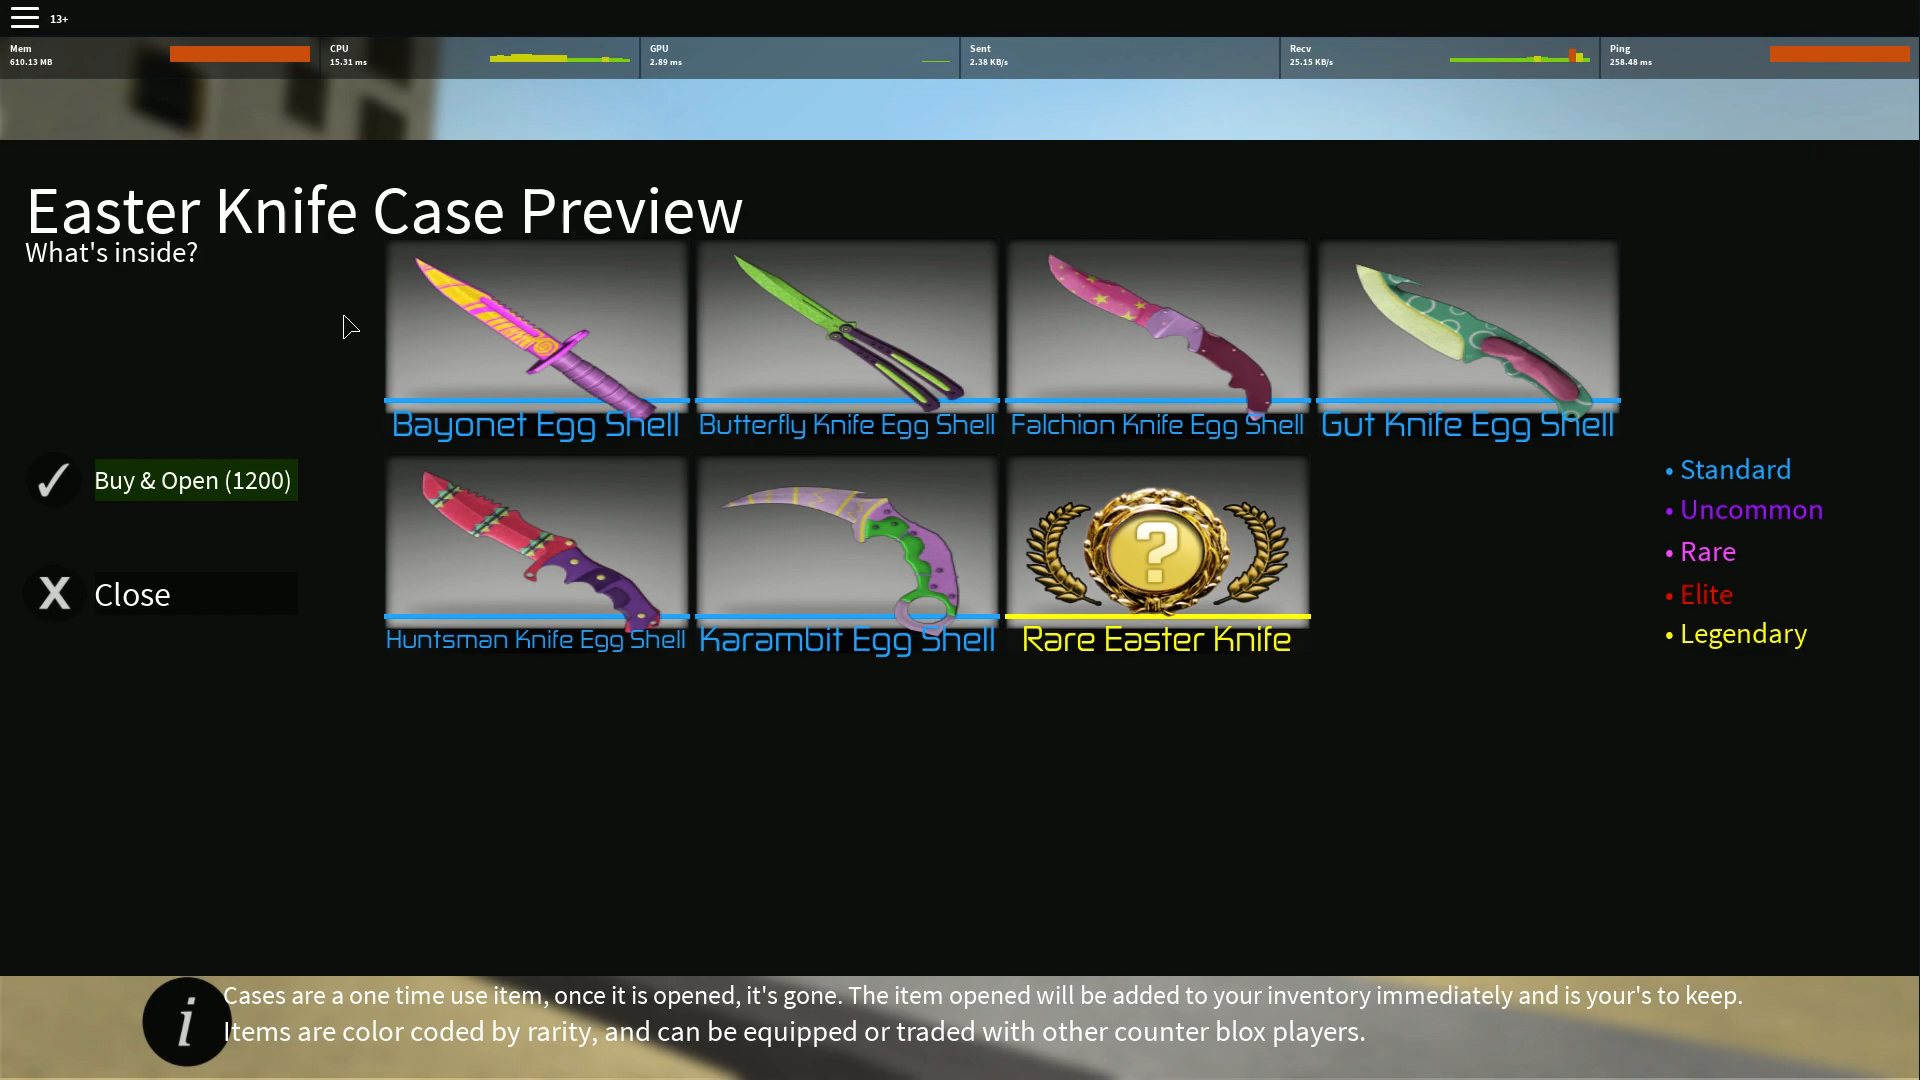 13+
Mem
610.13 MB
CPU
15.31 ms
GPU
2.89 ms
Sent
2.38 KB/s
Recv
25.15 KB/s
Ping
258.48 ms
Easter Knife Case Preview
What's inside?
Bayonet Egg Shell
Butterfly Knife Egg Shell
Falchion Knife Egg Shell
Gut Knife Egg Shell
Buy & Open (1200)
X Close
?
Huntsman Knife Egg Shell
Karambit Egg Shell
Rare Easter Knife
• Standard
• Uncommon
• Rare
• Elite
• Legendary
i
Cases are a one time use item, once it is opened, it's gone. The item opened will be added to your inventory immediately and is your's to keep.
Items are color coded by rarity, and can be equipped or traded with other counter blox players.